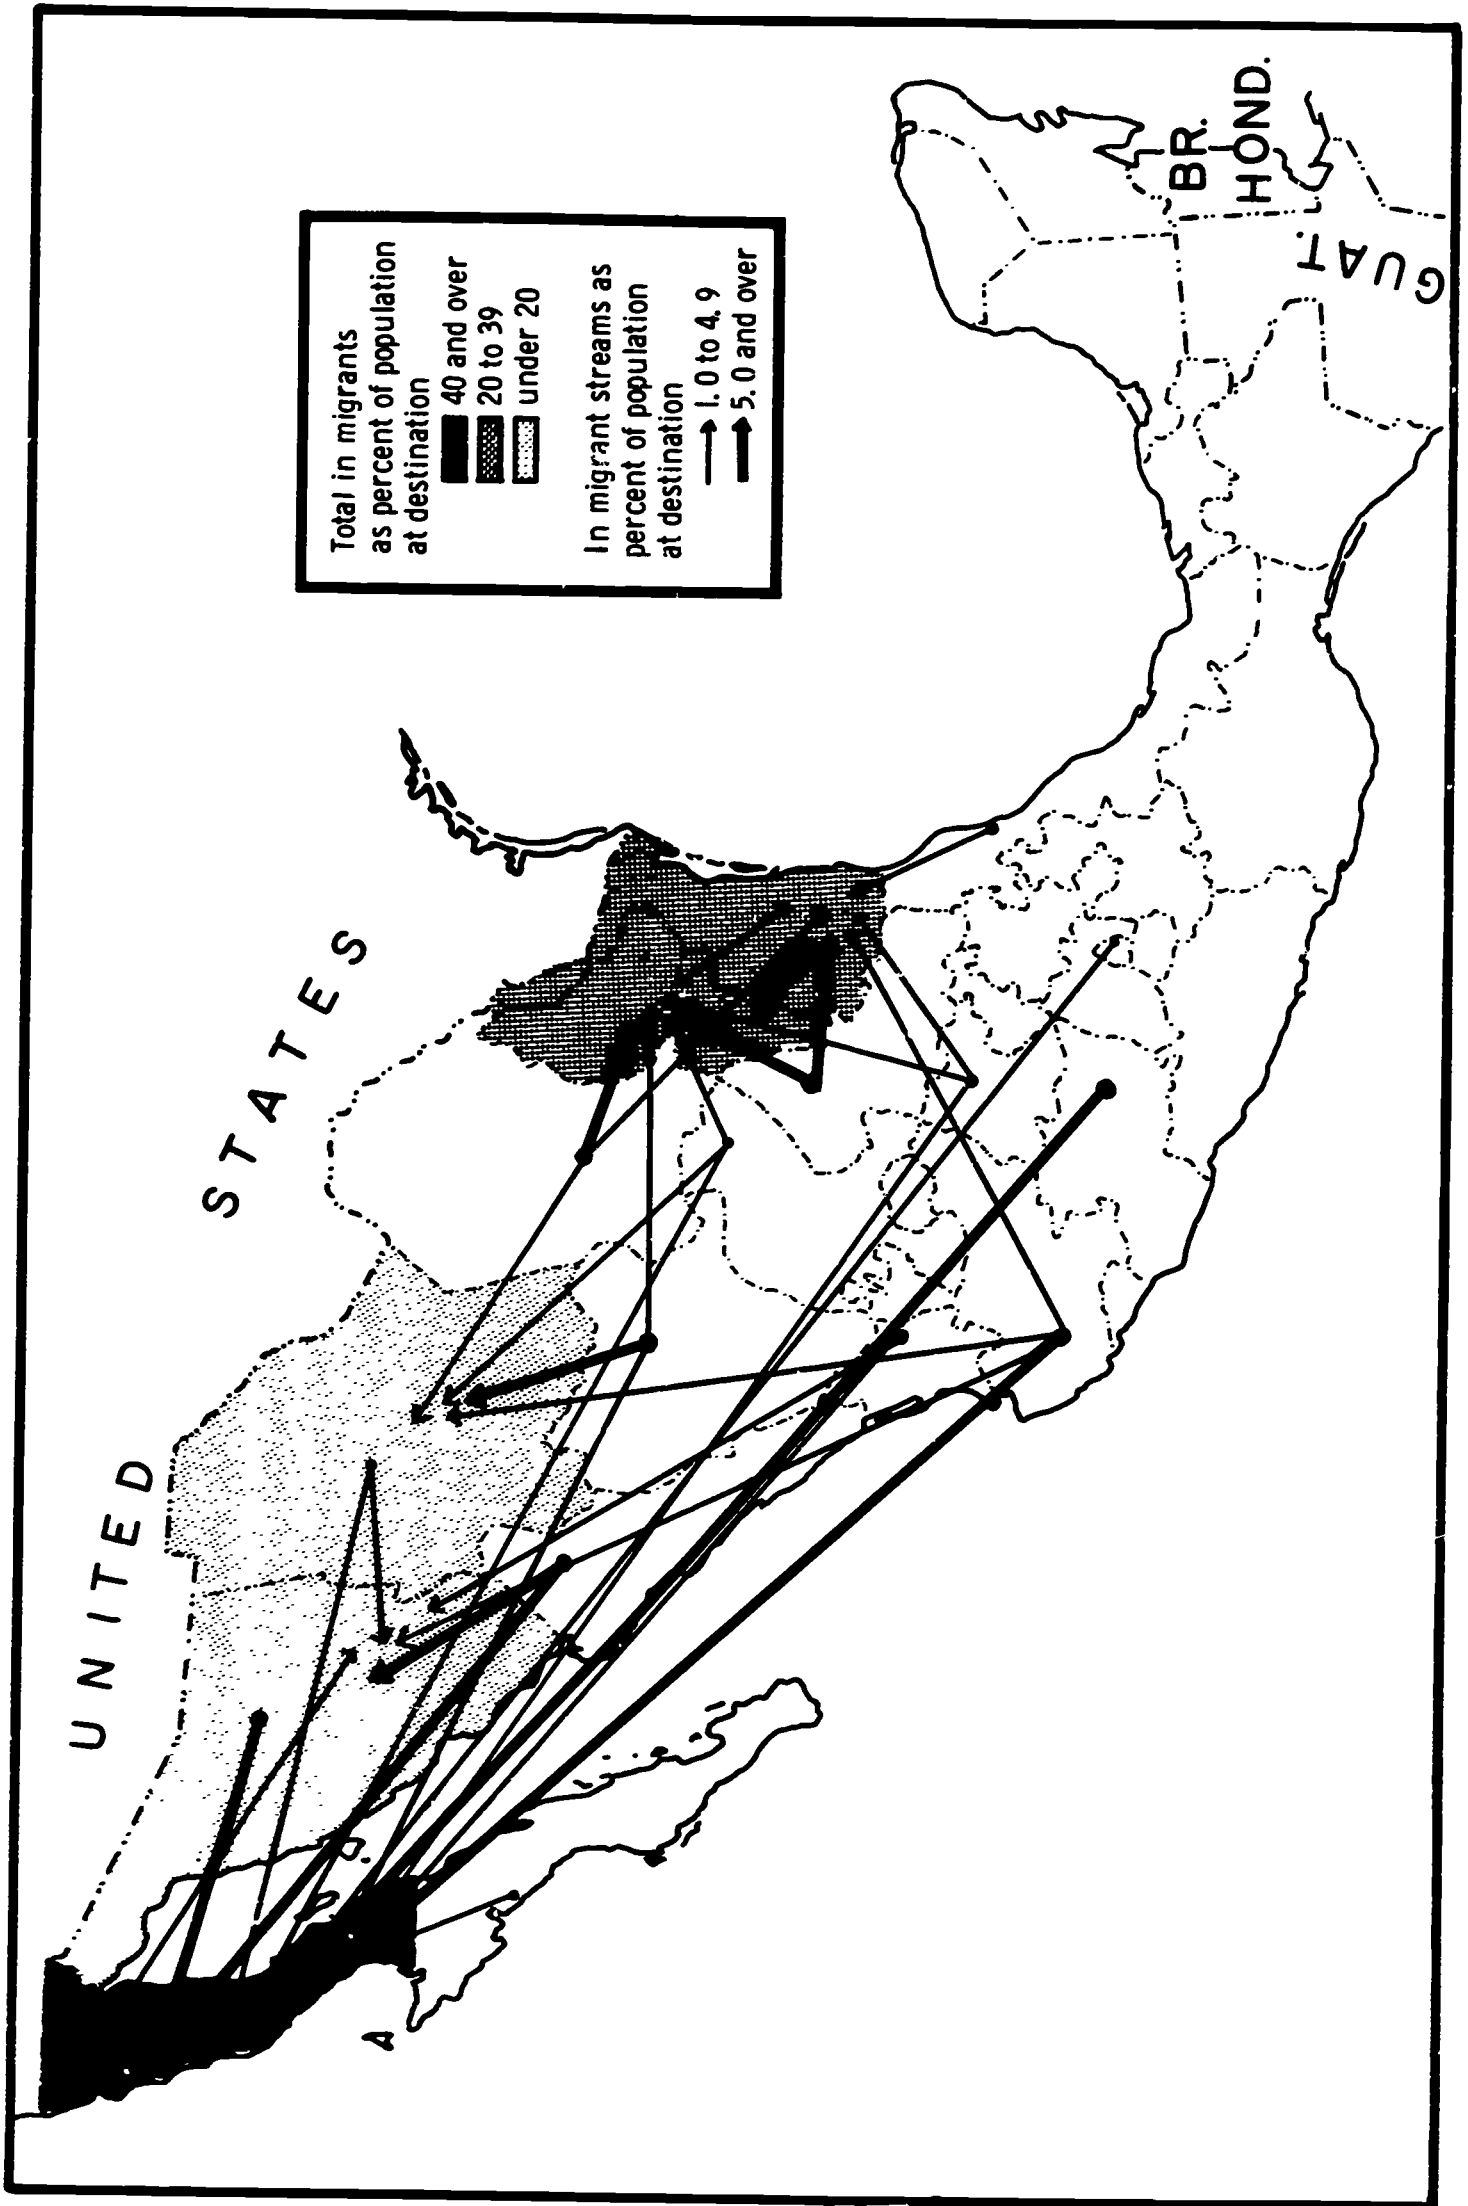 UNITED
STATES
Total in migrants
as percent of population
at destination
40 and over
20 to 39
under 20
In migrant streams as
percent of population
at destination
1.0 to 4.9
5.0 and over
BR.
HOND.
GUAT.
A